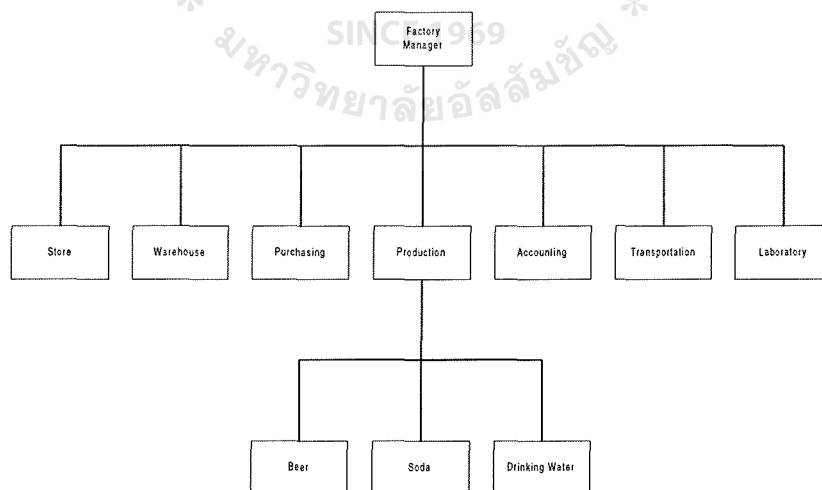 SINCE 1969
มหาวิทยาลัยอัสสัมชัญ
Factory
Manager
Store
Warehouse
Purchasing
Production
Accounting
Transportation
Laboratory
Beer
Soda
Drinking Water